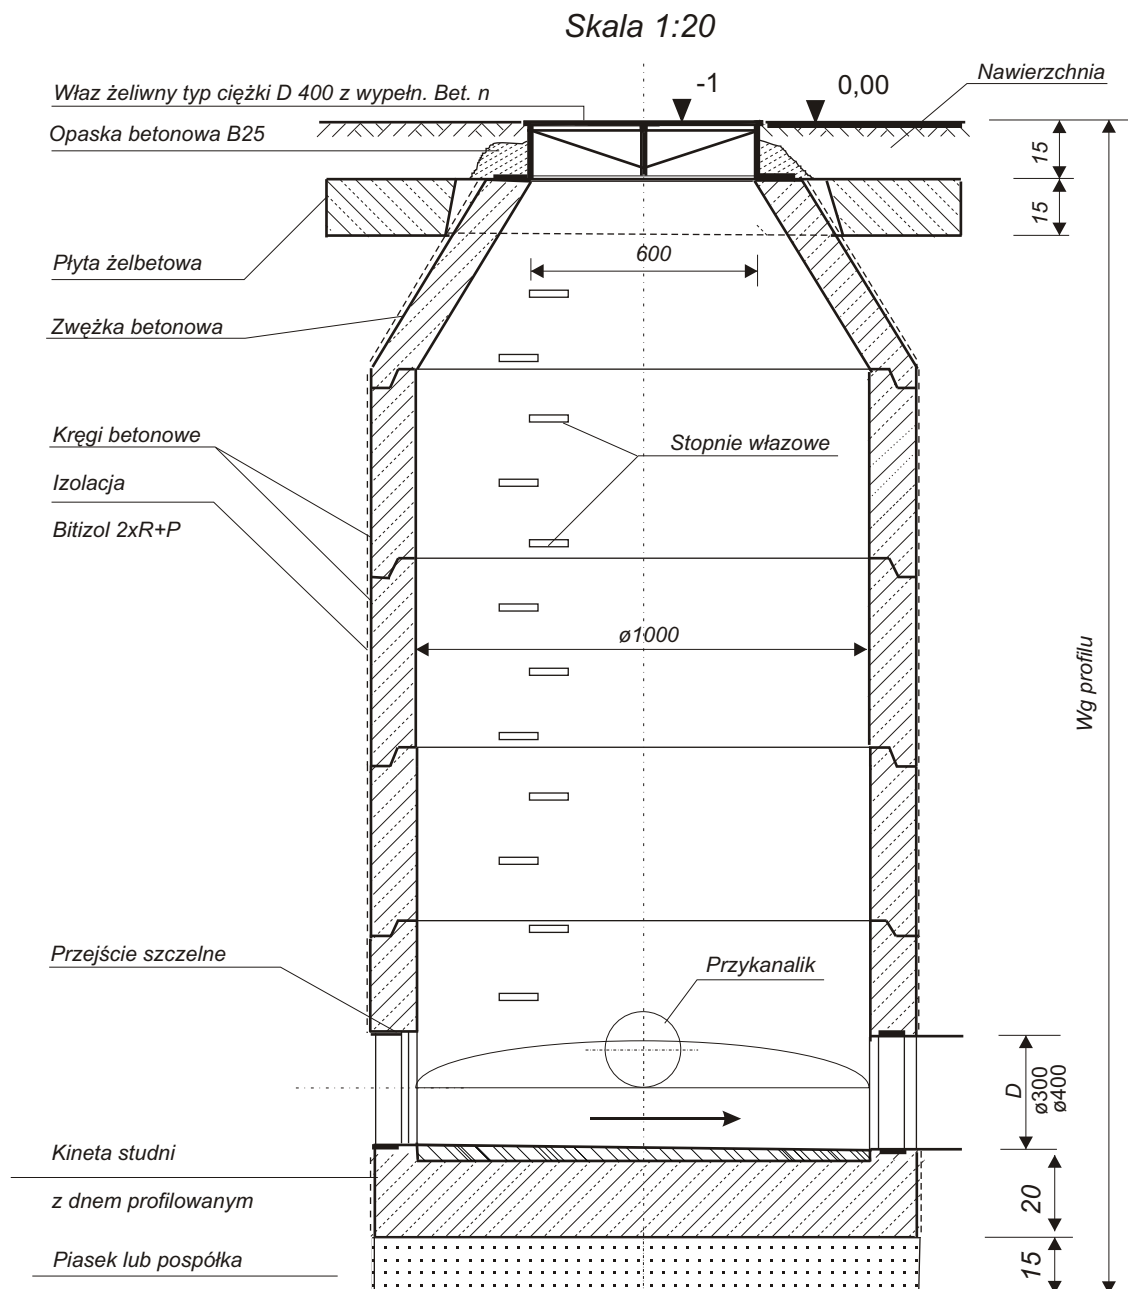 Skala 1:20
Właz żeliwny typ ciężki D 400 z wypełn. Bet. n
-1
0,00
Nawierzchnia
Opaska betonowa B25
15
15
Płyta żelbetowa
600
Zwężka betonowa
Kręgi betonowe
Stopnie włazowe
Izolacja
Bitizol 2xR+P
ø1000
Wg profilu
Przejście szczelne
Przykanalik
D
ø300
ø400
Kineta studni
z dnem profilowanym
20
Piasek lub pospółka
15